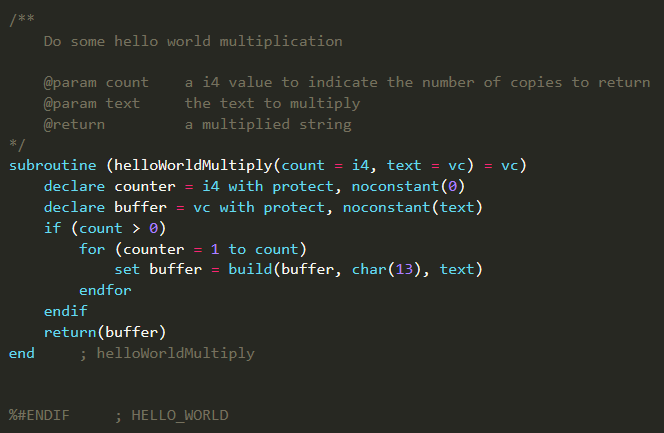 /**
    Do some hello world multiplication

    @param count    a i4 value to indicate the number of copies to return
    @param text     the text to multiply
    @return         a multiplied string
*/
subroutine (helloWorldMultiply(count = i4, text = vc) = vc)
    declare counter = i4 with protect, noconstant(0)
    declare buffer = vc with protect, noconstant(text)
    if (count > 0)
        for (counter = 1 to count)
            set buffer = build(buffer, char(13), text)
        endfor
    endif
    return(buffer)
end     ; helloWorldMultiply


%#ENDIF     ; HELLO_WORLD